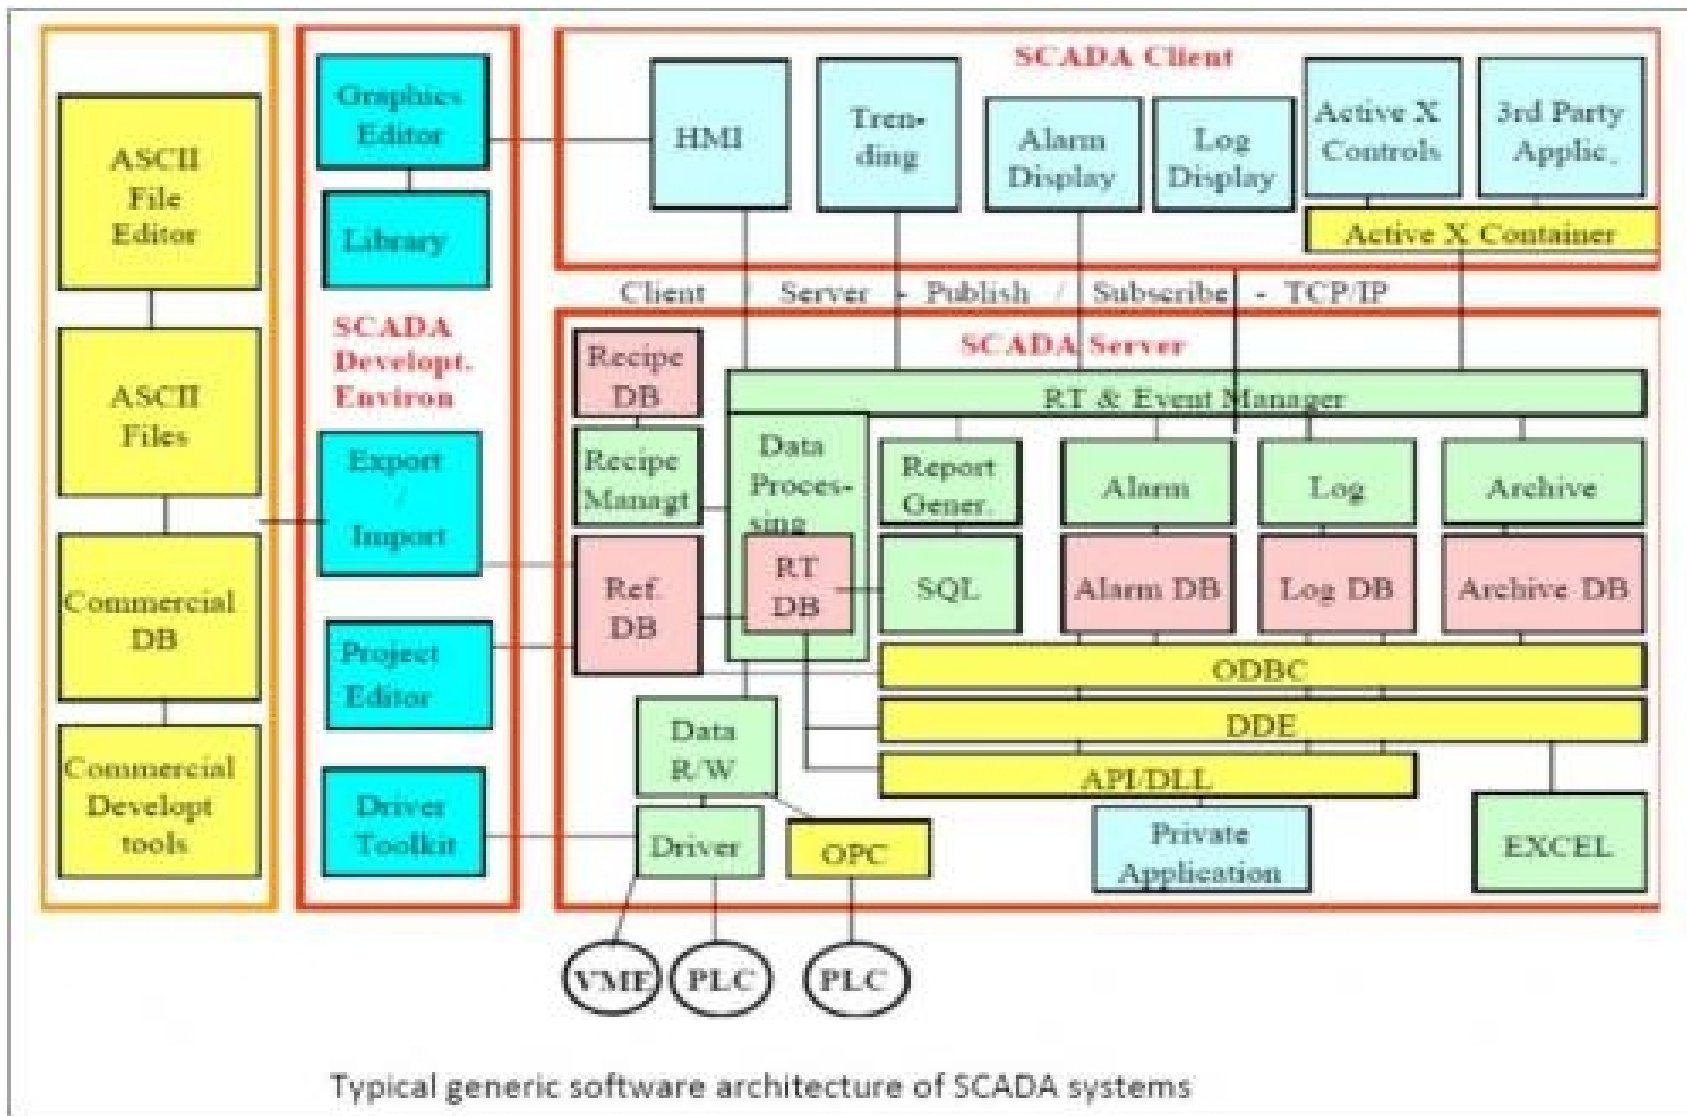 ASCII
File
Editor
ASCII
Files
Commercial
DB
Commercial
Developt
tools
Graphics
Editor
Library
SCADA
Developt.
Environ
Export
/
Import
Project
Editor
Driver
Toolkit
SCADA Client
HMI
Tren-
ding
Alarm
Display
Log
Display
Active X
Controls
3rd Party
Applic.
Active X Container
Client / Server - Publish / Subscribe - TCP/IP
SCADA Server
Recipe
DB
Recipe
Managt
Ref.
DB
RT & Event Manager
Data
Proces-
sing
RT
DB
Report
Gener.
SQL
Alarm
Alarm DB
Log
Log DB
Archive
Archive DB
ODBC
DDE
API/DLL
Data
R/W
Driver
OPC
Private
Application
EXCEL
VME
PLC
PLC
Typical generic software architecture of SCADA systems